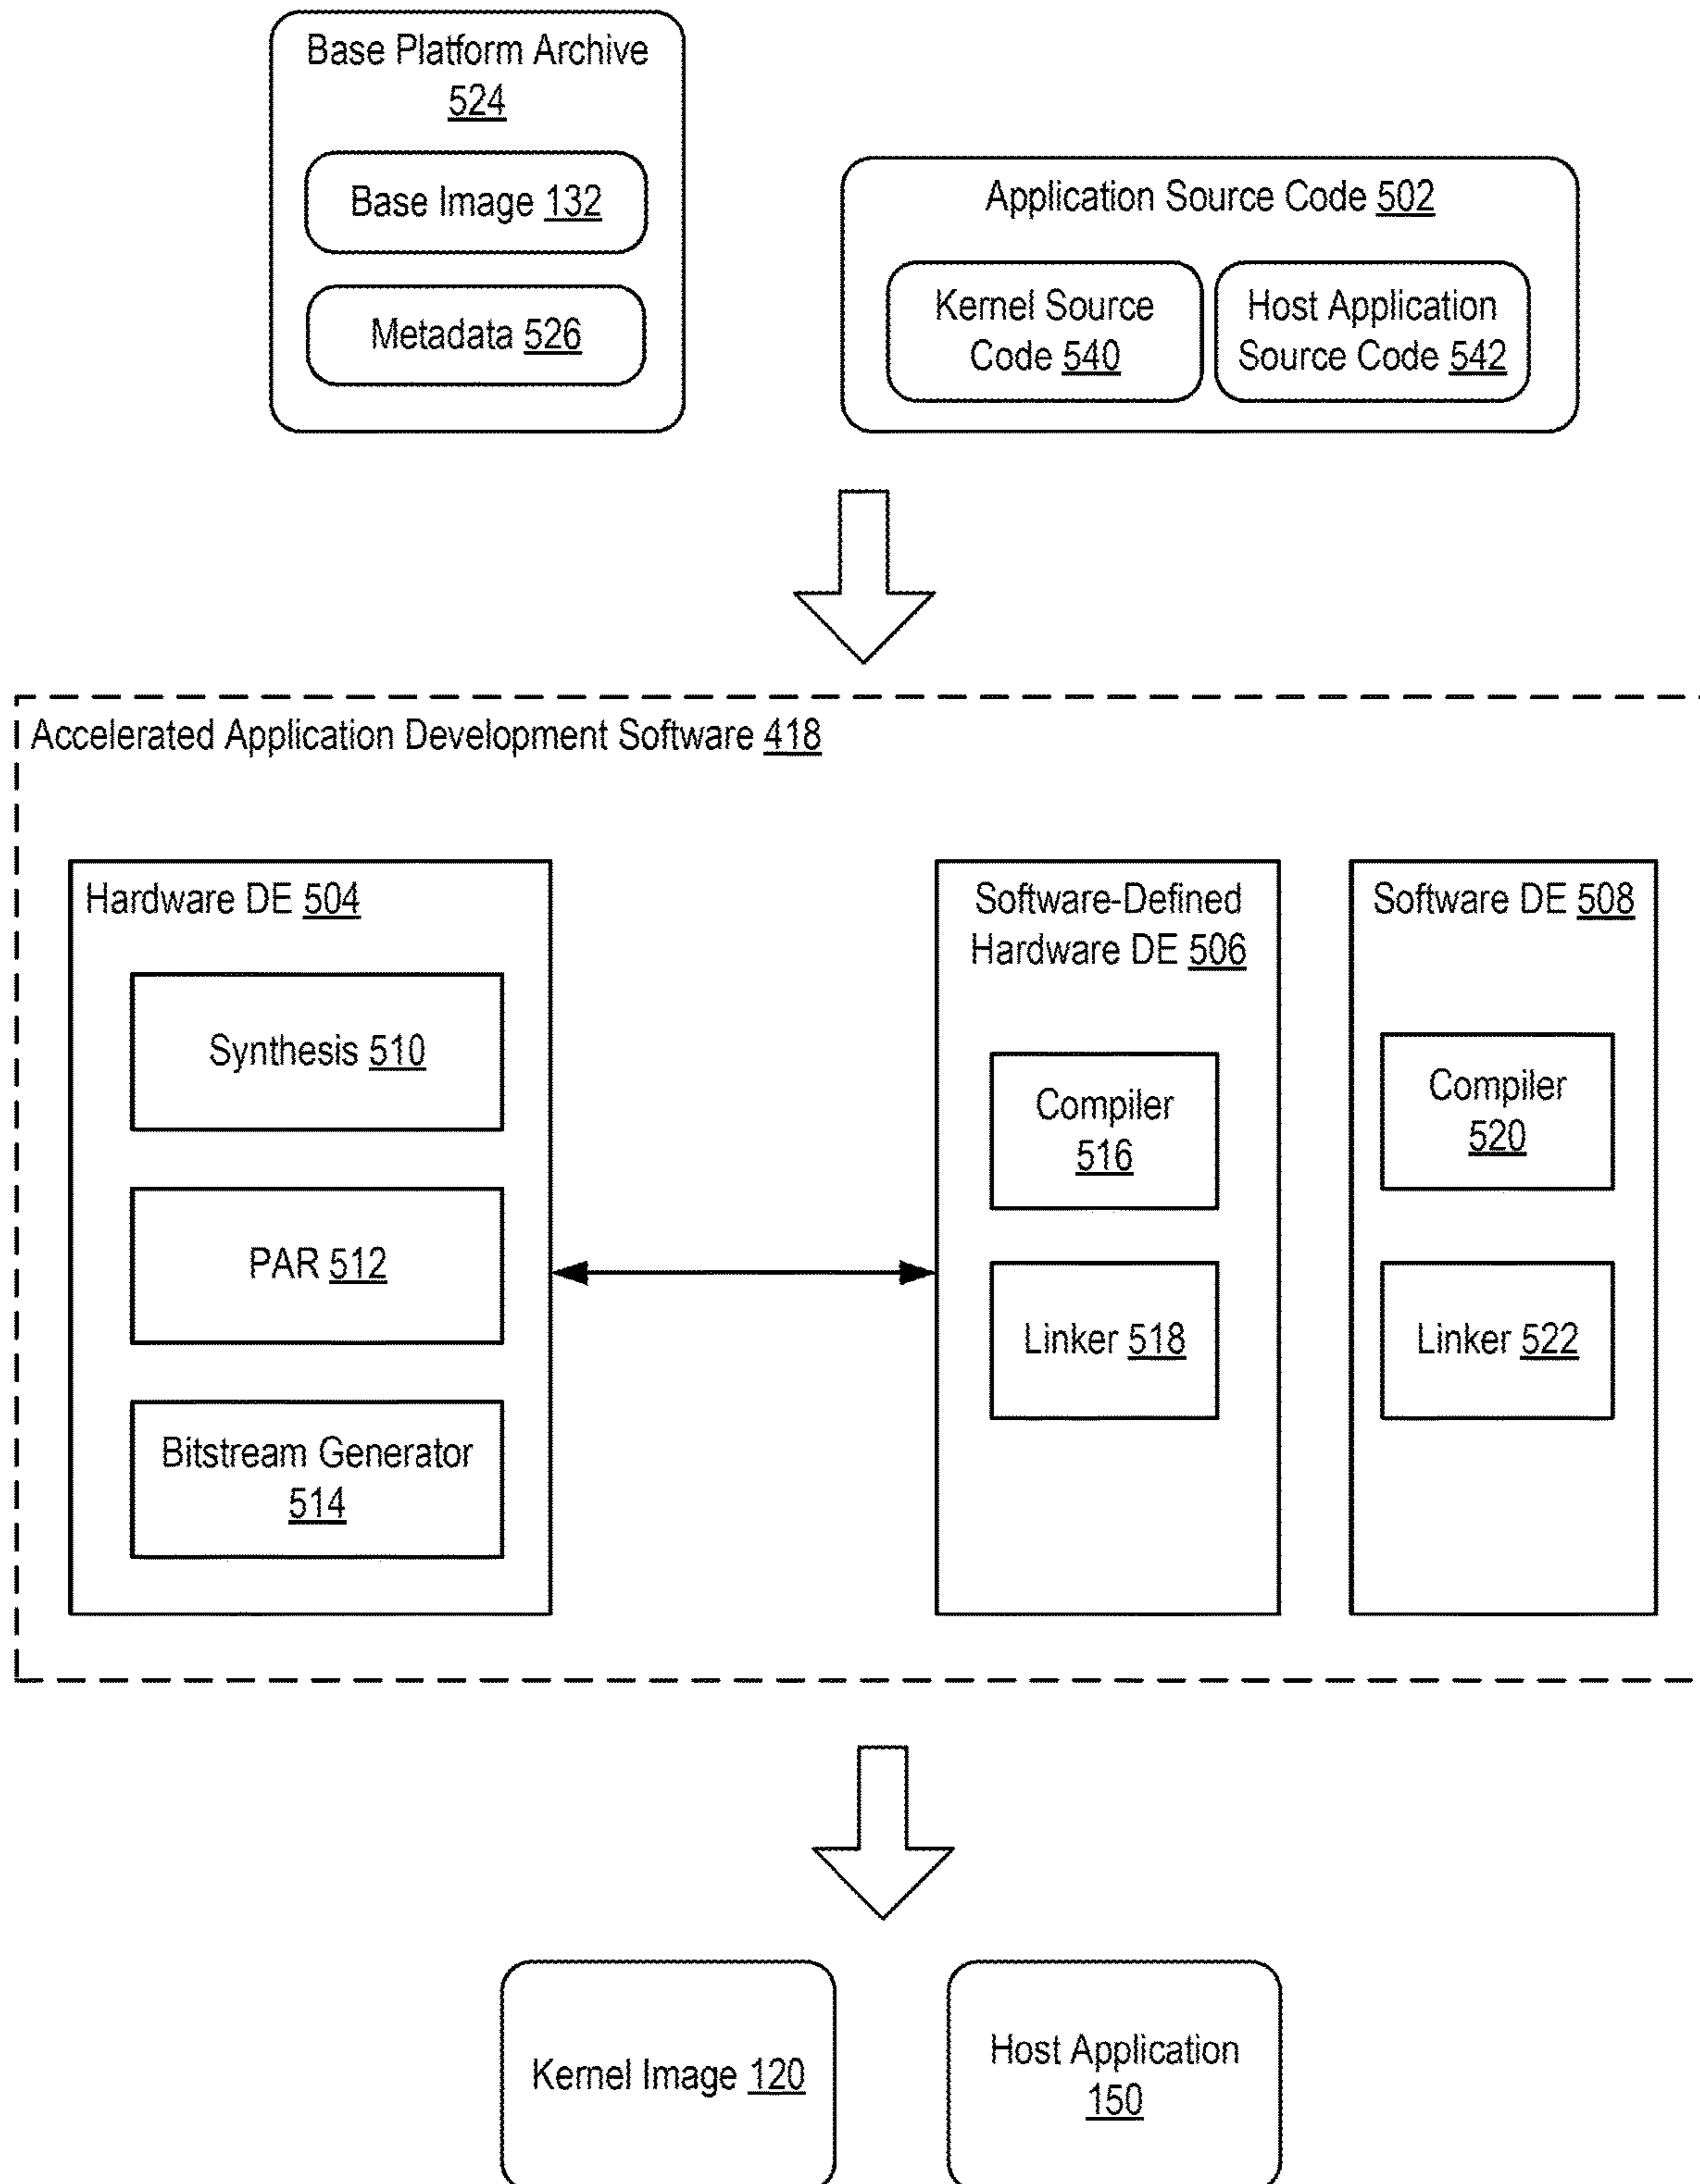 Base Platform Archive
524
Base Image 132
Metadata 526
Application Source Code 502
Kernel Source
Code 540
Host Application
Source Code 542
Accelerated Application Development Software 418
Hardware DE 504
Synthesis 510
PAR 512
Bitstream Generator
514
Software-Defined
Hardware DE 506
Compiler
516
Linker 518
Software DE 508
Compiler
520
Linker 522
Kernel Image 120
Host Application
150